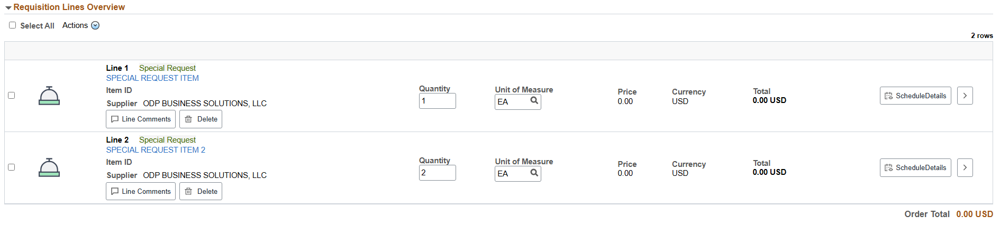 Requisition Lines Overview
Select All Actions
2 rows
Line 1 Special Request
SPECIAL REQUEST ITEM
Item ID
Supplier ODP BUSINESS SOLUTIONS, LLC
Line Comments Delete
Quantity
1
Unit of Measure
EA
Price
0.00
Currency
USD
Total
0.00 USD
ScheduleDetails
Line 2 Special Request
SPECIAL REQUEST ITEM 2
Item ID
Supplier ODP BUSINESS SOLUTIONS, LLC
Line Comments Delete
Quantity
2
Unit of Measure
EA
Price
0.00
Currency
USD
Total
0.00 USD
ScheduleDetails
Order Total 0.00 USD